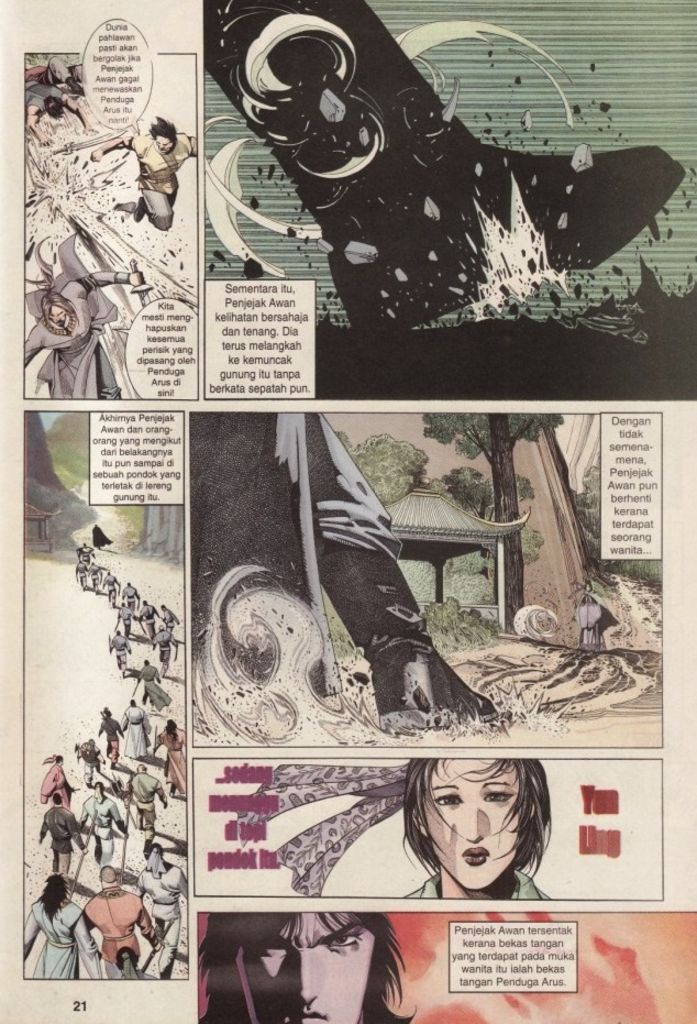 Dunia
pahlawan
pasti akan
bergolak jika
Penjejak
Awan gagal
menewaskan
Penduga
Arus itu
nanti!
Kita
mesti meng-
hapuskan
kesemua
perisik yang
dipasang oleh
Penduga
Arus di
sini!
Sementara itu,
Penjejak Awan
kelihatan bersahaja
dan tenang. Dia
terus melangkah
ke kemuncak
gunung itu tanpa
berkata sepatah pun.
Akhirnya Penjejak
Awan dan orang-
orang yang mengikut
dari belakangnya
itu pun sampai di
sebuah pondok yang
terletak di lereng
gunung itu.
Dengan
tidak
semena-
mena,
Penjejak
Awan pun
berhenti
kerana
terdapat
seorang
wanita...
...sedang
menunggu
di tepi
pondok itu.
Yun
Ling
Penjejak Awan tersentak
kerana bekas tangan
yang terdapat pada muka
wanita itu ialah bekas
tangan Penduga Arus.
21